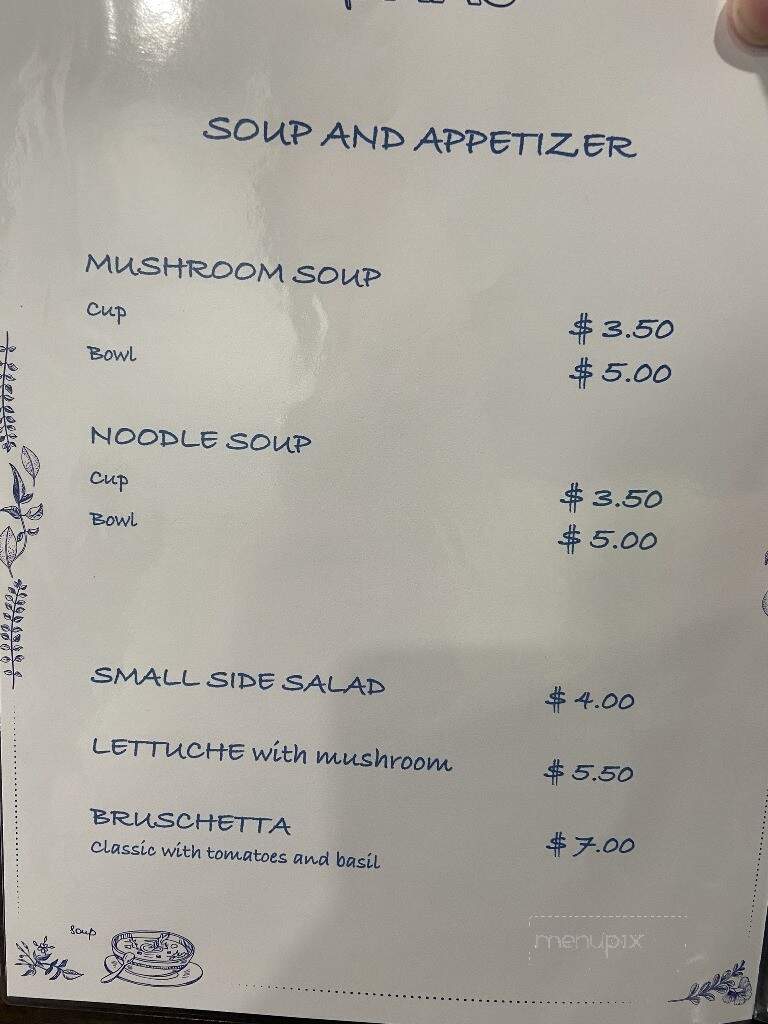 SOUP AND APPETIZER
MUSHROOM SOUP
Cup $ 3.50
Bowl $ 5.00
NOODLE SOUP
Cup $ 3.50
Bowl $ 5.00
SMALL SIDE SALAD $ 4.00
LETTUCHE with mushroom $ 5.50
BRUSCHETTA
Classic with tomatoes and basil $ 7.00
soup
menupix